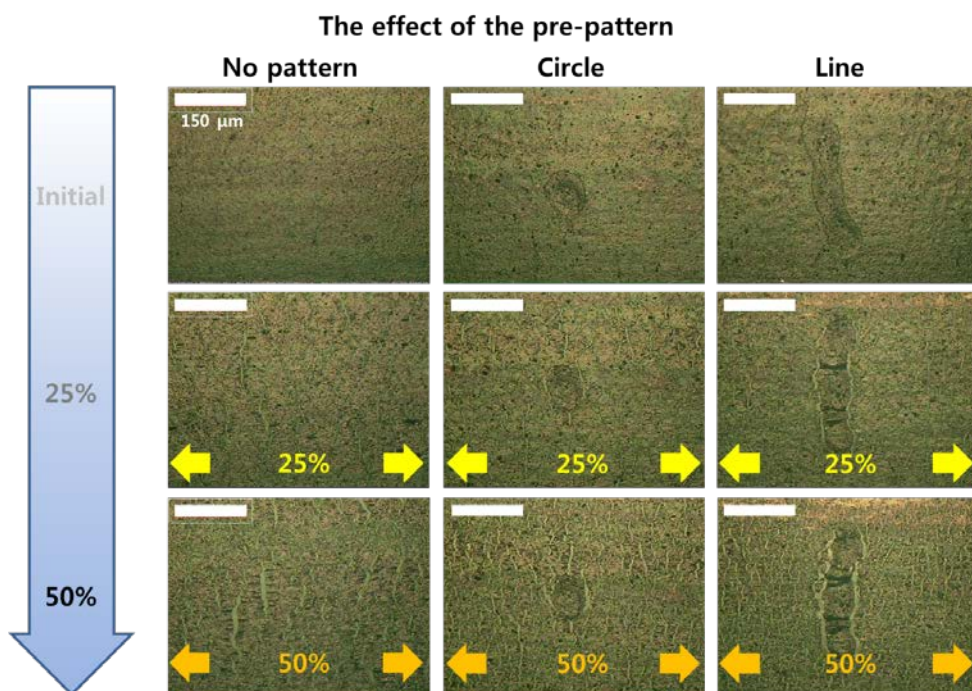 The effect of the pre-pattern
No pattern Circle Line
150 μm
Initial
25%
25% 25% 25%
50%
50% 50% 50%